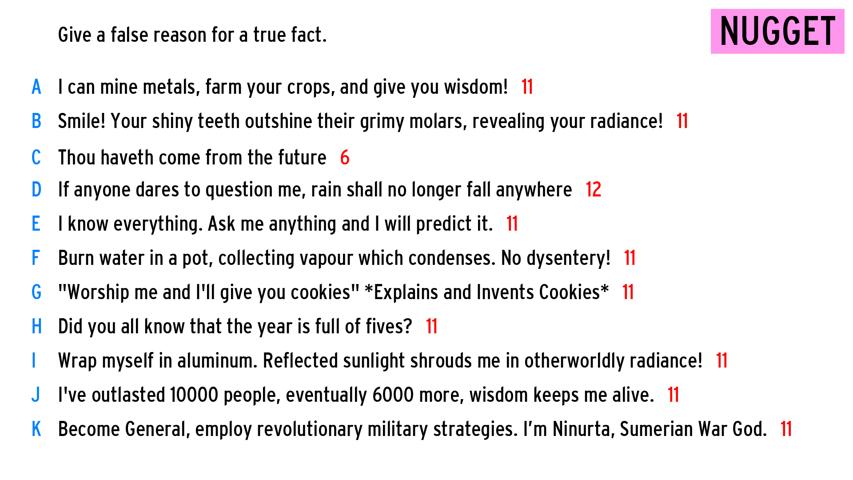 Give a false reason for a true fact.
NUGGET
A I can mine metals, farm your crops, and give you wisdom! 11
B Smile! Your shiny teeth outshine their grimy molars, revealing your radiance! 11
C Thou haveth come from the future 6
D If anyone dares to question me, rain shall no longer fall anywhere 12
E I know everything. Ask me anything and I will predict it. 11
F Burn water in a pot, collecting vapour which condenses. No dysentery! 11
G "Worship me and I'll give you cookies" *Explains and Invents Cookies* 11
H Did you all know that the year is full of fives? 11
I Wrap myself in aluminum. Reflected sunlight shrouds me in otherworldly radiance! 11
J I've outlasted 10000 people, eventually 6000 more, wisdom keeps me alive. 11
K Become General, employ revolutionary military strategies. I’m Ninurta, Sumerian War God. 11